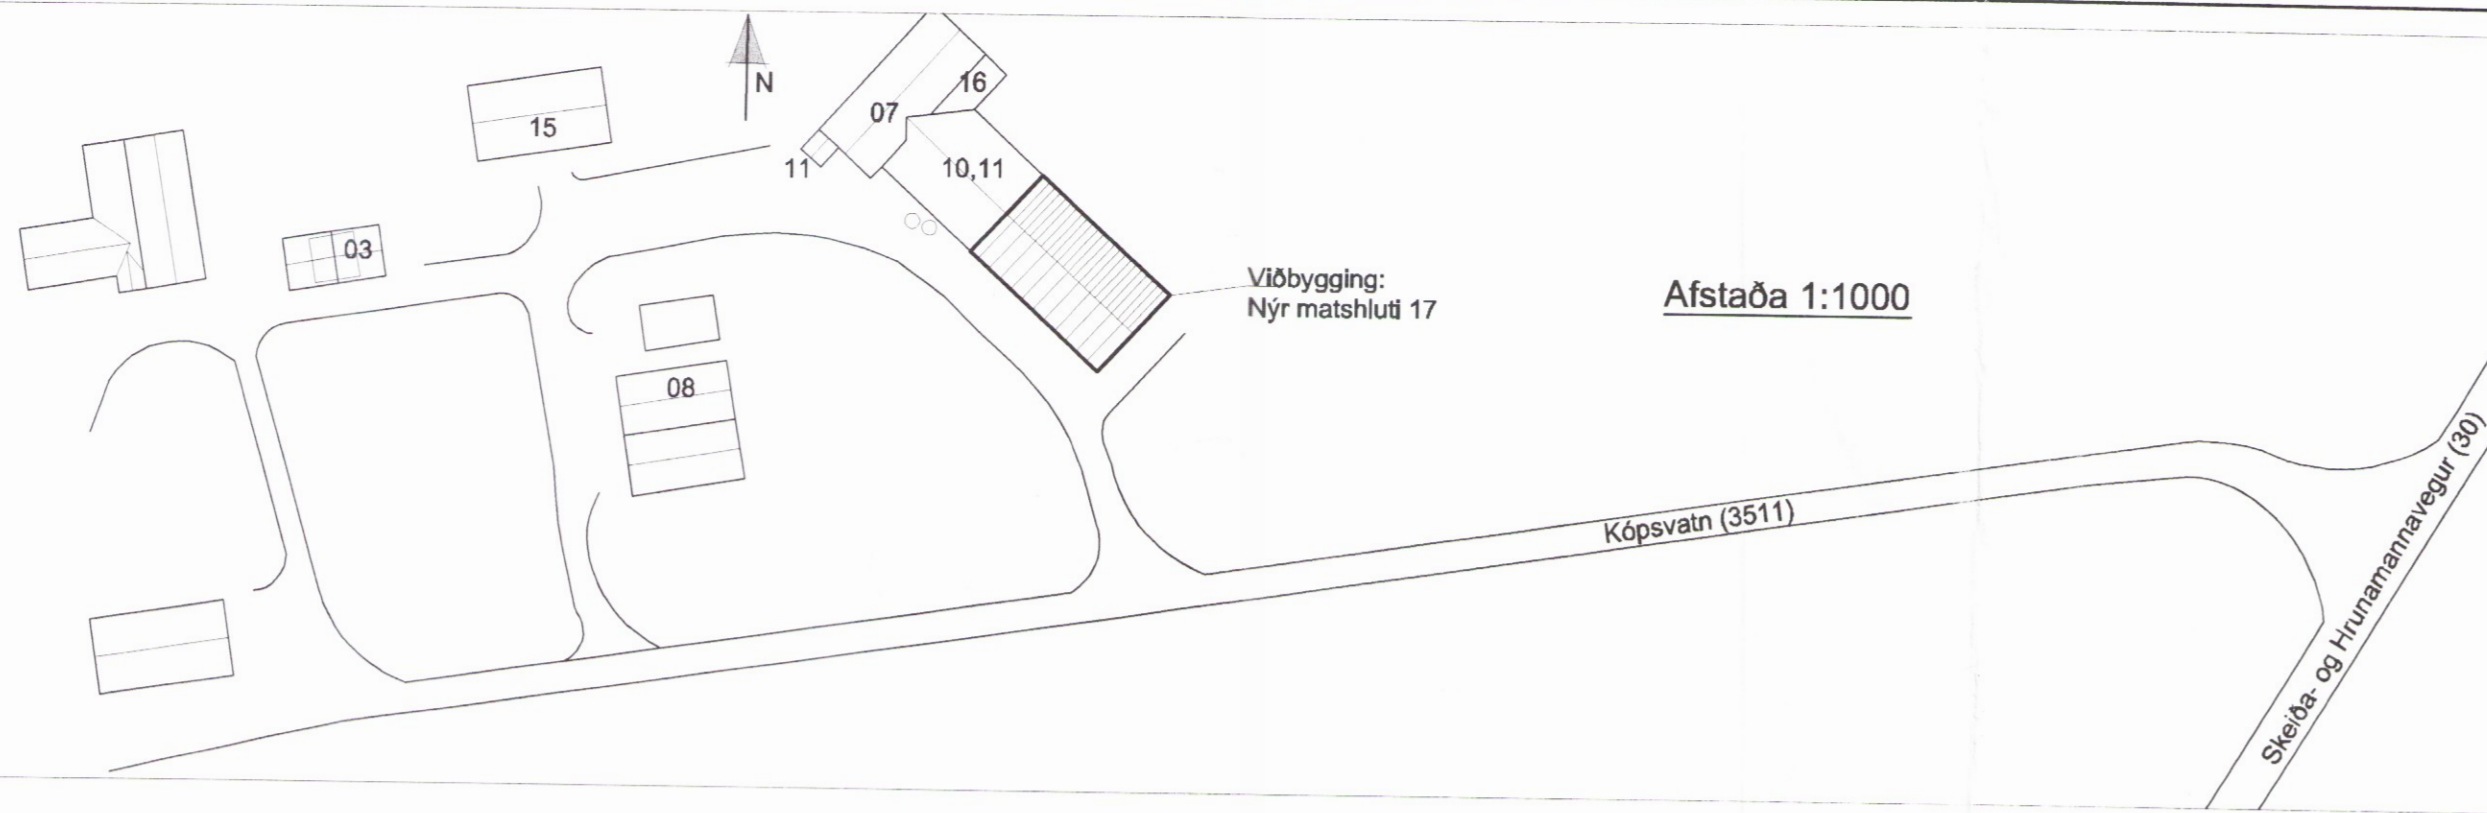 N
16
07
15
11
10,11
03
Viðbygging:
Nýr matshluti 17
Afstaða 1:1000
08
Kópsvatn (3511)
Skeiða- og Hrunamannavegur (30)